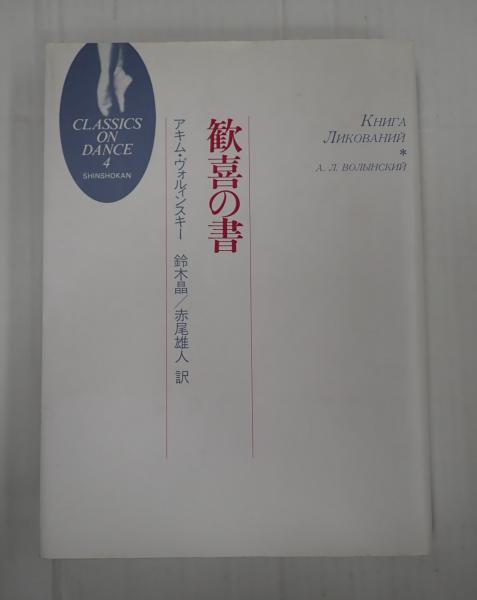 CLASSICS
ON
DANCE
4
SHINSHOKAN
Книга
Ликований
*
А. Л. ВОЛЫНСКИЙ
歓喜の書
アキム・ヴォルィンスキー 鈴木晶／赤尾雄人 訳